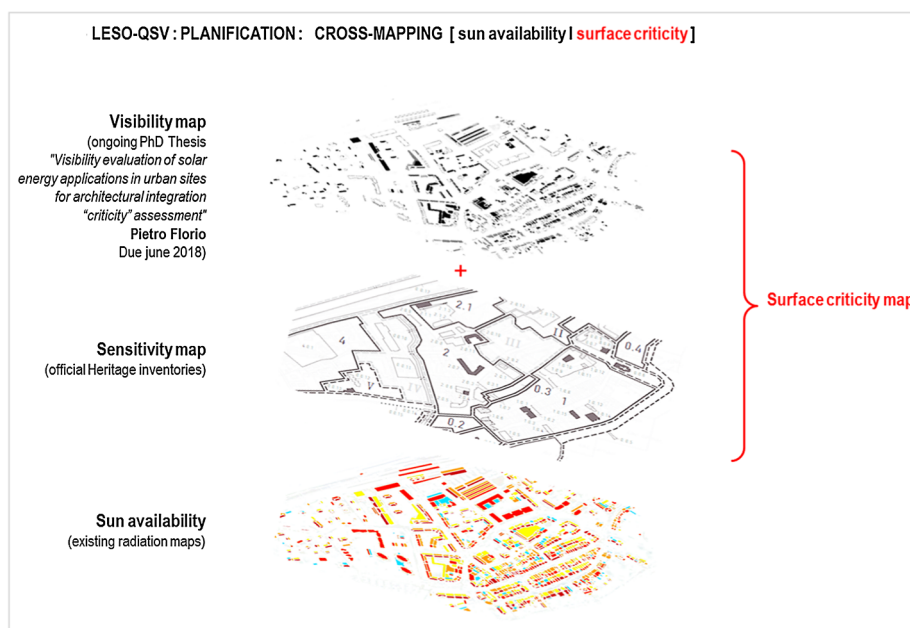 LESO-QSV : PLANIFICATION : CROSS-MAPPING [ sun availability I surface criticity ]
Visibility map
(ongoing PhD Thesis
"Visibility evaluation of solar
energy applications in urban sites
for architectural integration
“criticity” assessment"
Pietro Florio
Due june 2018)
+
Surface criticity map
Sensitivity map
(official Heritage inventories)
2.1
4
2
III
II
0.4
V
IV
0.3
1
0.2
Sun availability
(existing radiation maps)